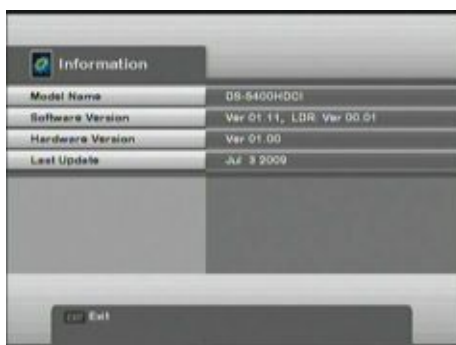 Information
Model Name DS-5400HDCI
Software Version Ver 01.11, LDR: Ver 00.01
Hardware Version Ver 01.00
Last Update Jul 3 2009
Exit